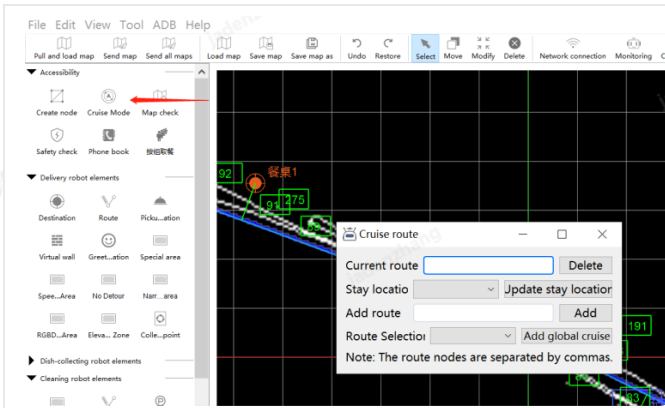 File Edit View Tool ADB Help
Pull and load map Send map Send all maps Load map Save map Save map as Undo Restore Select Move Modify Delete Network connection Monitoring
Accessibility
Create node Cruise Mode Map check
Safety check Phone book 按组取餐
Delivery robot elements
Destination Route Picku...ation
Virtual wall Greet...ation Special area
Spee...Area No Detour Narr...area
RGBD...Area Eleva... Zone Colle...point
Dish-collecting robot elements
Cleaning robot elements
92
餐桌1
91
275
89
191
83
Cruise route
Current route Delete
Stay locatio Update stay location
Add route Add
Route Selection Add global cruise
Note: The route nodes are separated by commas.